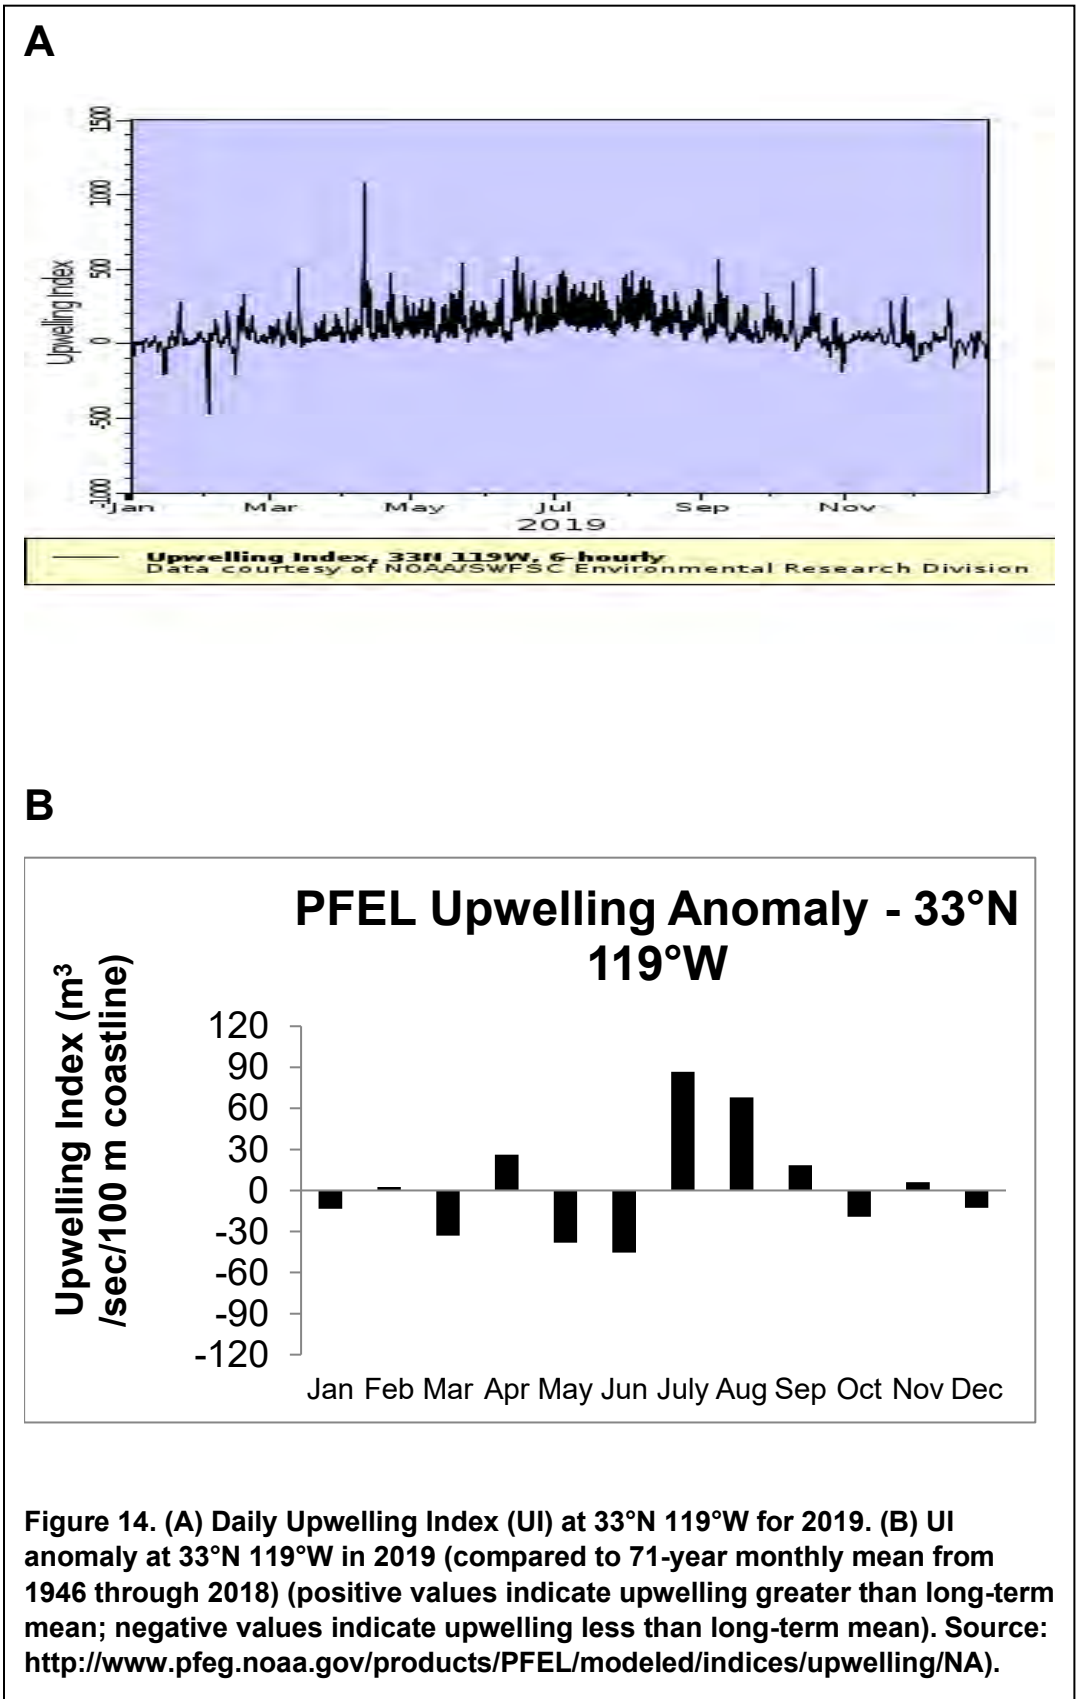 A
1500
1000
500
0
-500
-1000
Upwelling Index
Jan Mar May Jul Sep Nov
2019
Upwelling Index, 33N 119W, 6-hourly
Data courtesy of NOAA/SWFSC Environmental Research Division
B
PFEL Upwelling Anomaly - 33°N
119°W
Upwelling Index (m³
/sec/100 m coastline)
120
90
60
30
0
-30
-60
-90
-120
Jan Feb Mar Apr May Jun July Aug Sep Oct Nov Dec
Figure 14. (A) Daily Upwelling Index (UI) at 33°N 119°W for 2019. (B) UI
anomaly at 33°N 119°W in 2019 (compared to 71-year monthly mean from
1946 through 2018) (positive values indicate upwelling greater than long-term
mean; negative values indicate upwelling less than long-term mean). Source:
http://www.pfeg.noaa.gov/products/PFEL/modeled/indices/upwelling/NA).